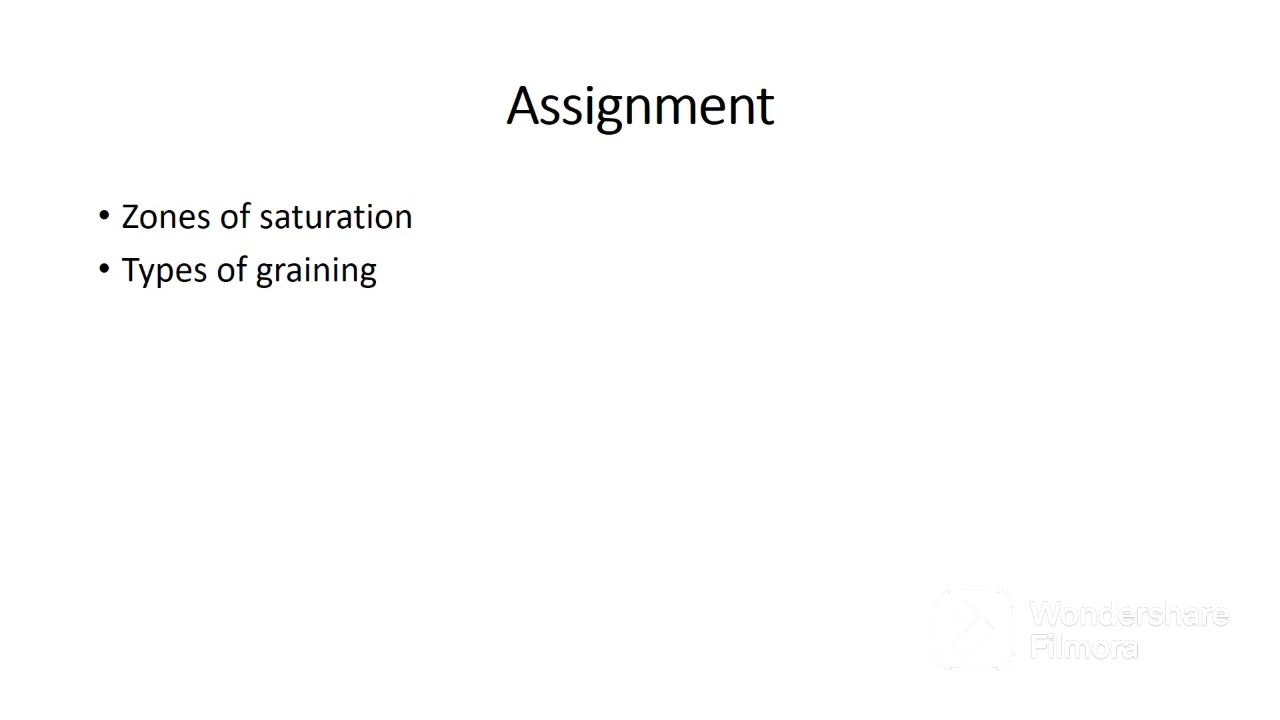 Assignment
• Zones of saturation
• Types of graining
Wondershare
Filmora